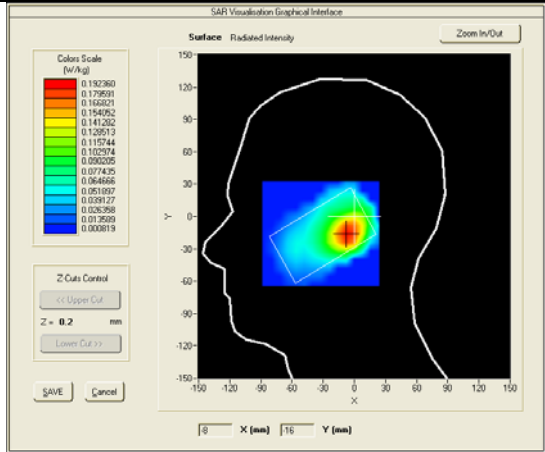 SAR Visualisation Graphical Interface
Surface Radiated Intensity
Zoom In/Out
Colors Scale
(W/kg)
0.192360
0.179591
0.166821
0.154052
0.141282
0.128513
0.115744
0.102974
0.090205
0.077435
0.064666
0.051897
0.039127
0.026358
0.013589
0.000819
Z Cuts Control
<< Upper Cut
Z = 0.2 mm
Lower Cut >>
SAVE Cancel
150-
120-
90-
60-
30-
0-
-30-
-60-
-90-
-120-
-150-
Y
-150 -120 -90 -60 -30 0 30 60 90 120 150
X
-8 X (mm) -16 Y (mm)